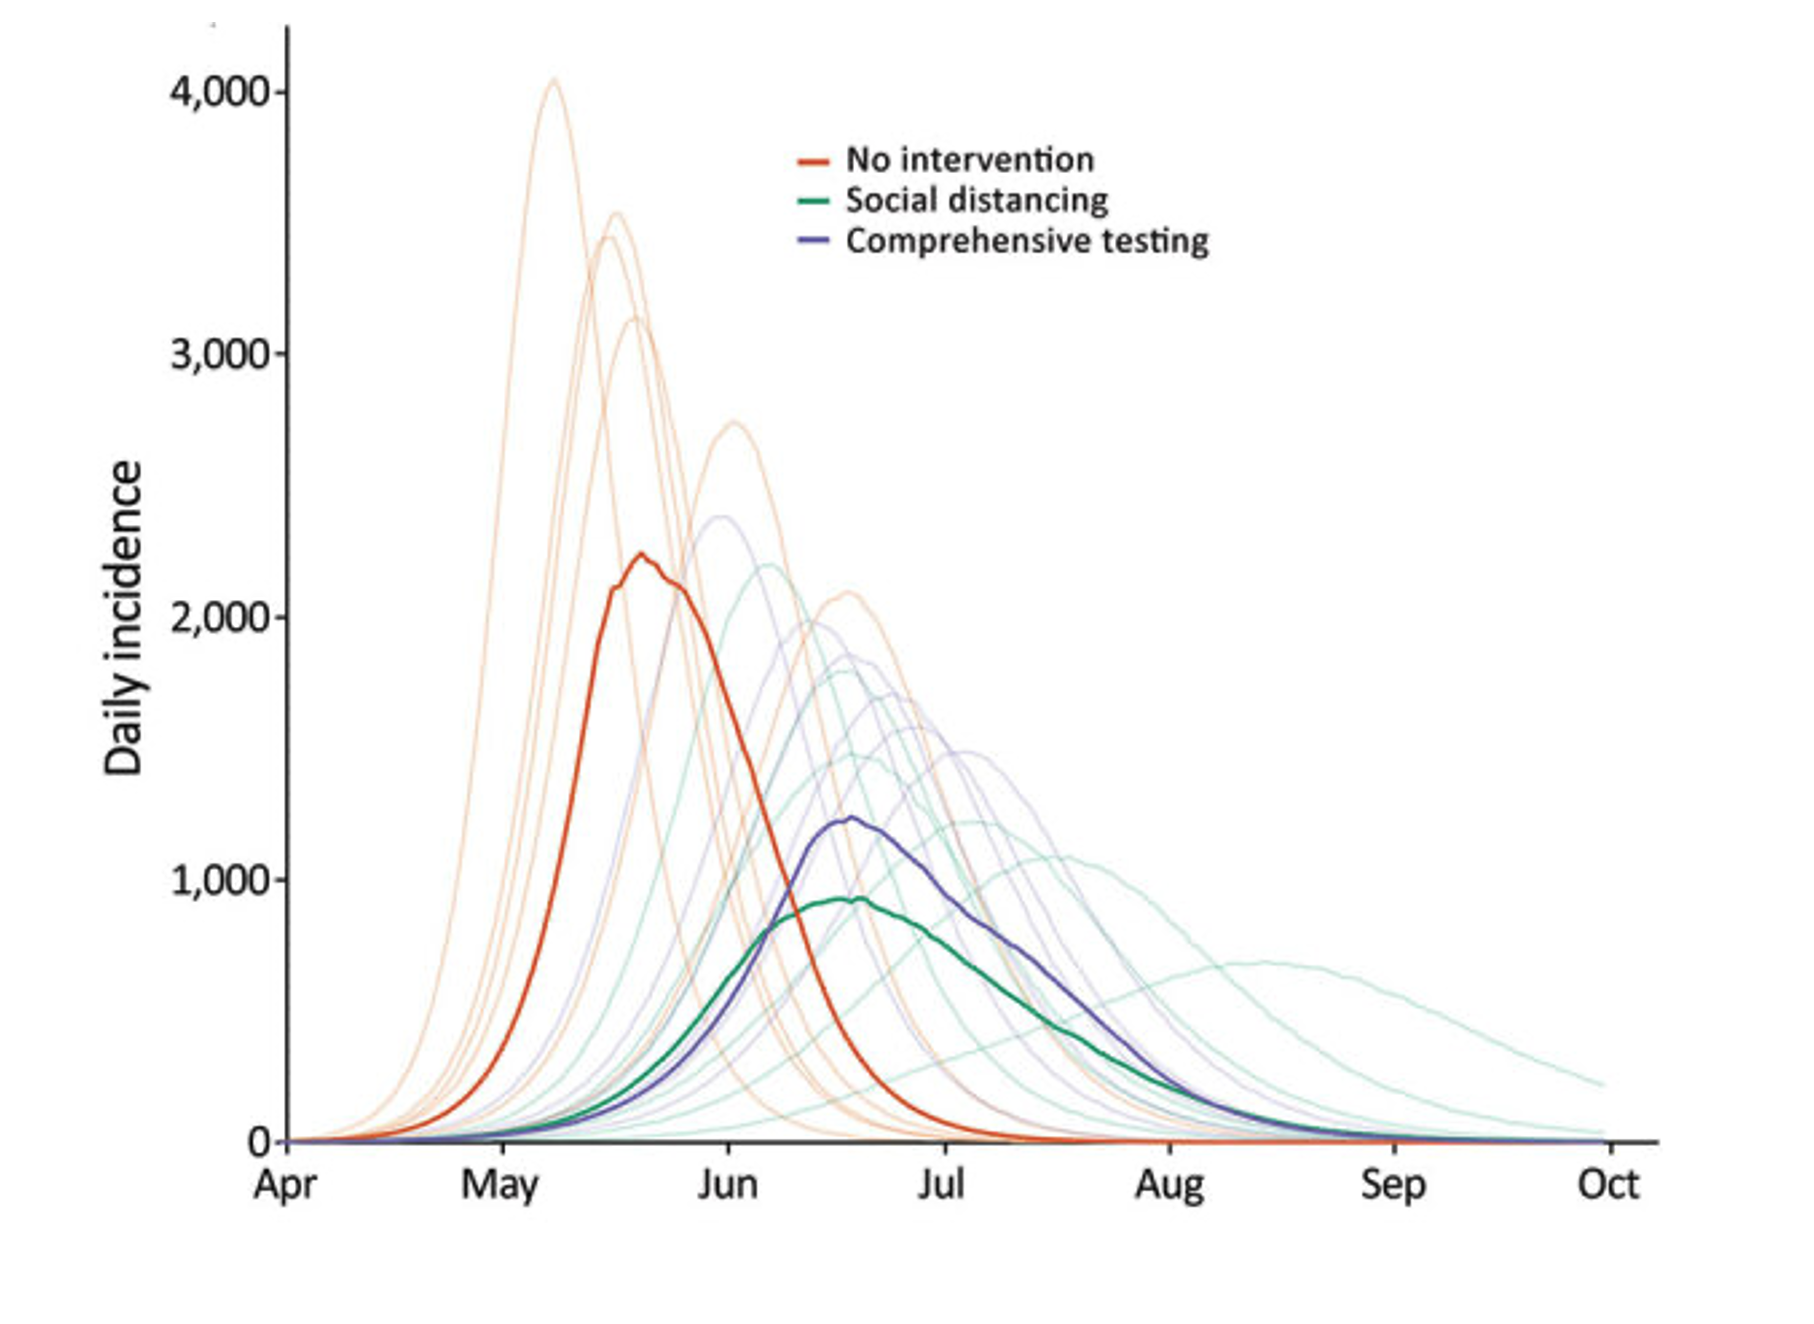 4,000
No intervention
Social distancing
Comprehensive testing
3,000
Daily incidence
2,000
1,000
0
Apr May Jun Jul Aug Sep Oct